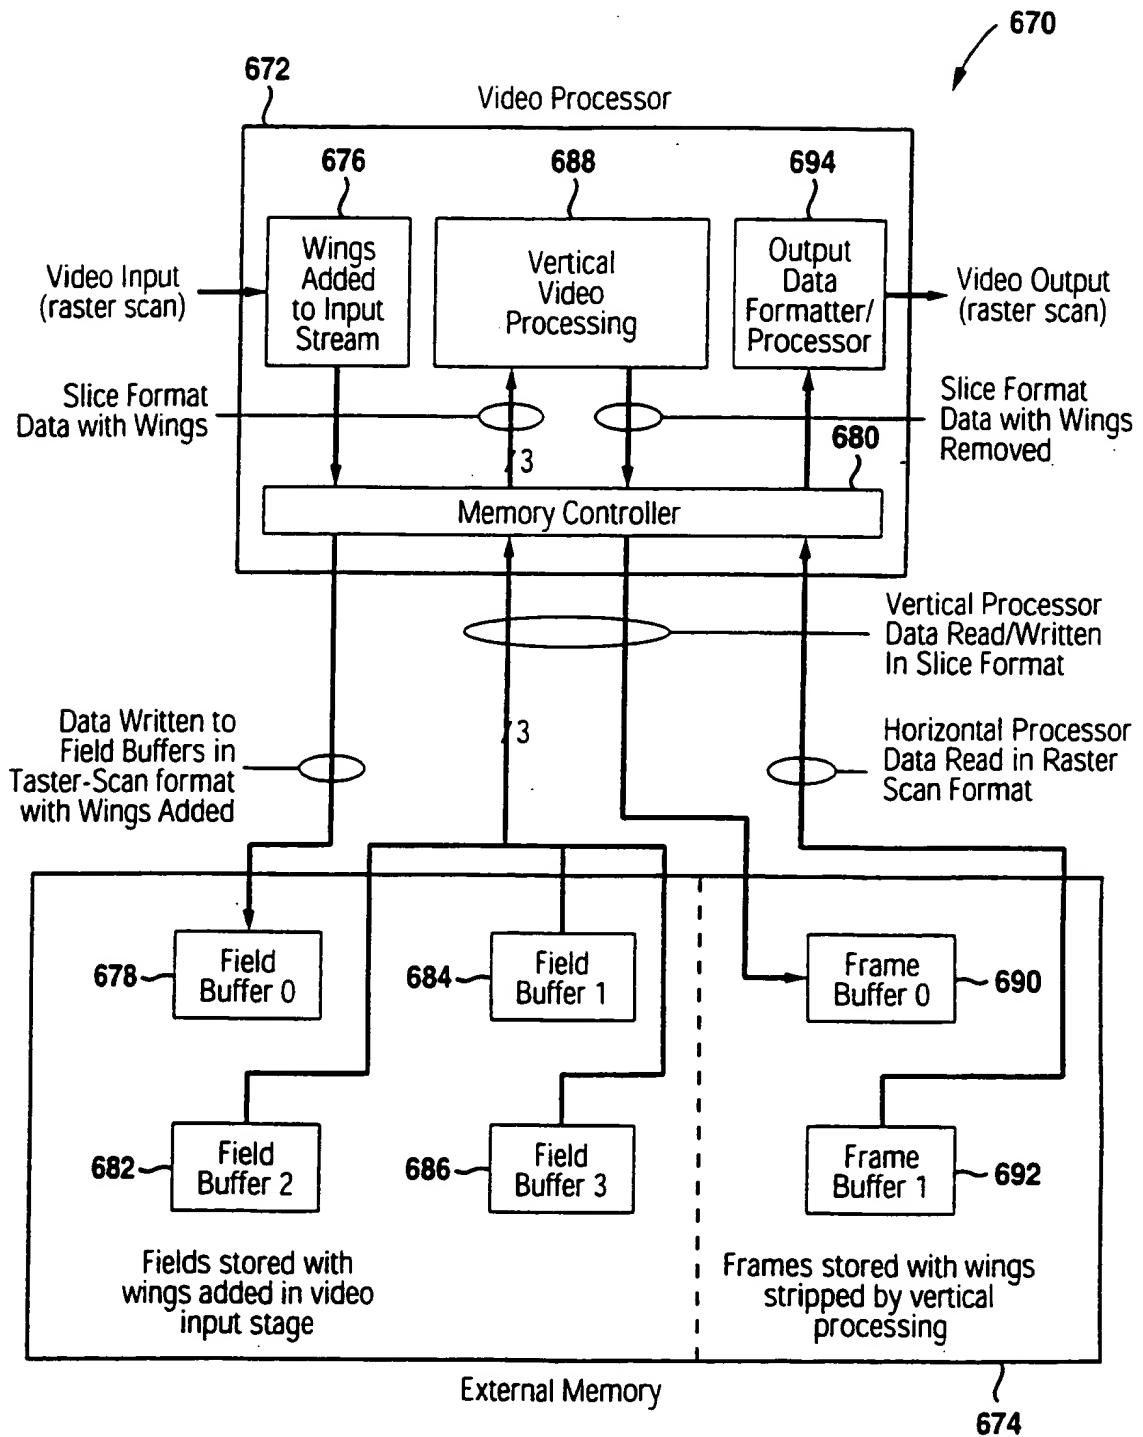 670
672
Video Processor
676
688
694
Wings
Added
to Input
Stream
Vertical
Video
Processing
Output
Data
Formatter/
Processor
Video Input
(raster scan)
Video Output
(raster scan)
Slice Format
Data with Wings
Slice Format
Data with Wings
Removed
3
680
Memory Controller
Vertical Processor
Data Read/Written
In Slice Format
Data Written to
Field Buffers in
Taster-Scan format
with Wings Added
3
Horizontal Processor
Data Read in Raster
Scan Format
678
Field
Buffer 0
684
Field
Buffer 1
Frame
Buffer 0
690
682
Field
Buffer 2
686
Field
Buffer 3
Frame
Buffer 1
692
Fields stored with
wings added in video
input stage
Frames stored with wings
stripped by vertical
processing
External Memory
674